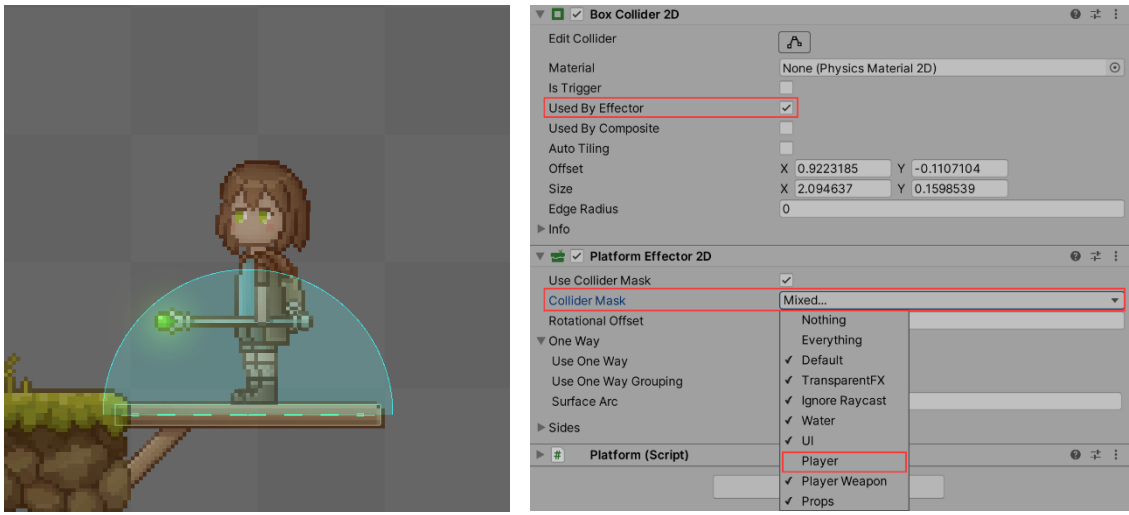 Box Collider 2D
Edit Collider
Material None (Physics Material 2D)
Is Trigger
Used By Effector
Used By Composite
Auto Tiling
Offset X 0.9223185 Y -0.1107104
Size X 2.094637 Y 0.1598539
Edge Radius 0
Info
Platform Effector 2D
Use Collider Mask
Collider Mask Mixed...
Rotational Offset
Nothing
One Way
Everything
Use One Way
Default
Use One Way Grouping
TransparentFX
Surface Arc
Ignore Raycast
Sides
Water
UI
Platform (Script)
Player
Player Weapon
Props